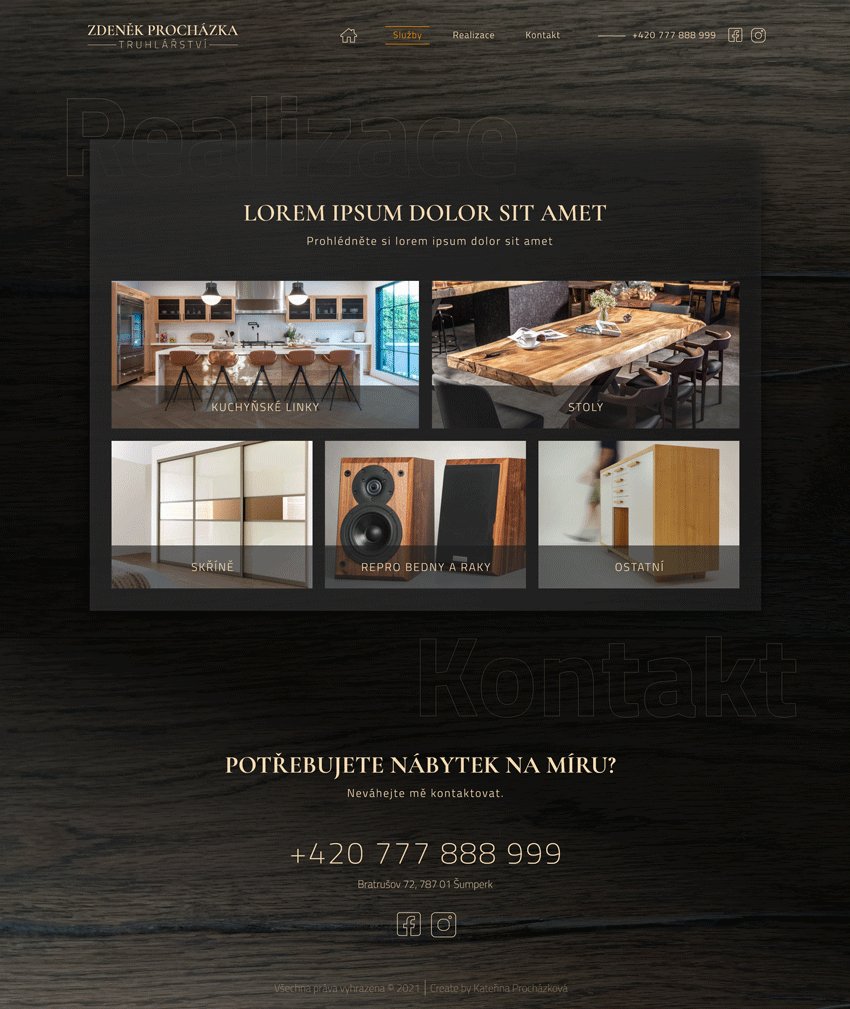 ZDENĚK PROCHÁZKA
TRUHLÁŘSTVÍ
Služby Realizace Kontakt +420 777 888 999
Realizace
LOREM IPSUM DOLOR SIT AMET
Prohlédněte si lorem ipsum dolor sit amet
KUCHYŇSKÉ LINKY
STOLY
SKŘÍNĚ
REPRO BEDNY A RAKY
OSTATNÍ
Kontakt
POTŘEBUJETE NÁBYTEK NA MÍRU?
Neváhejte mě kontaktovat.
+420 777 888 999
Bratrušov 72, 787 01 Šumperk
Všechna práva vyhrazena © 2021 | Create by Kateřina Procházková